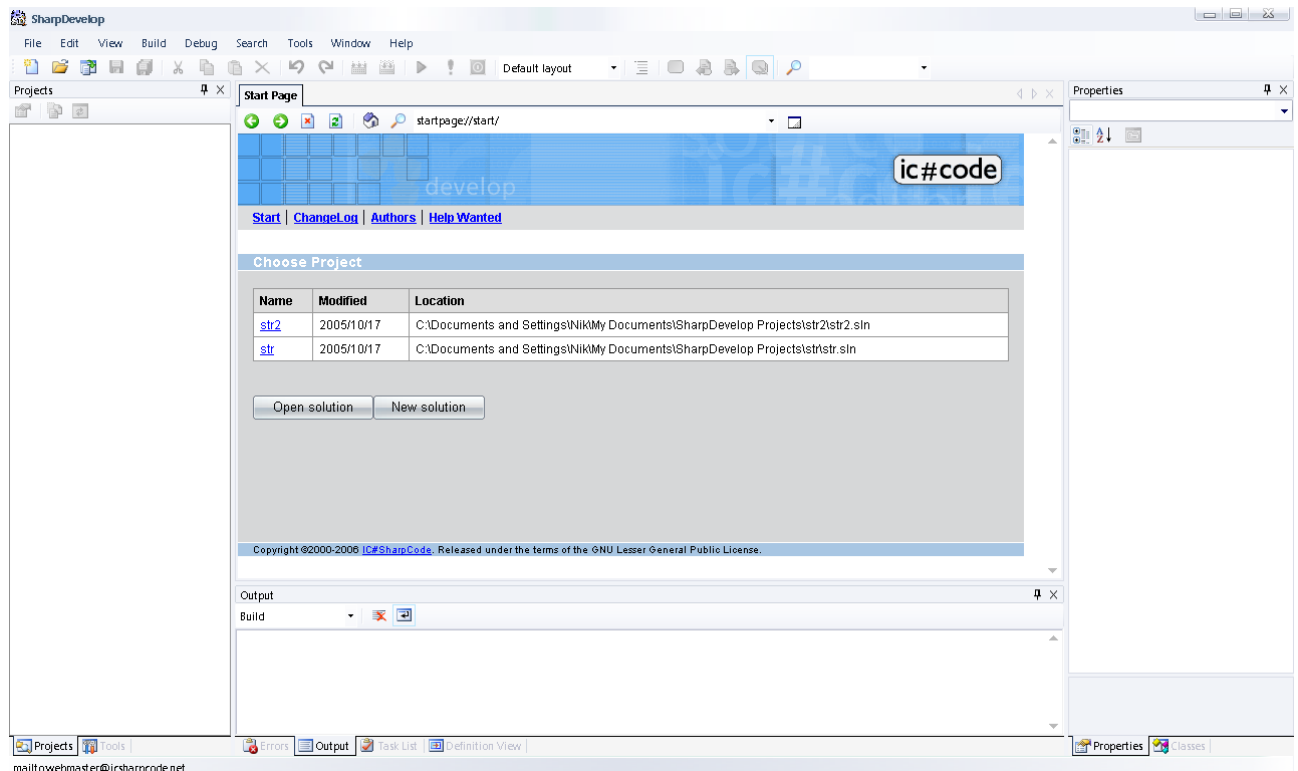 SharpDevelop
File Edit View Build Debug Search Tools Window Help
Default layout
Projects
Start Page
Properties
startpage://start/
develop
ic#code
Start | ChangeLog | Authors | Help Wanted
Choose Project
Name Modified Location
str2 2005/10/17 C:\Documents and Settings\Nik\My Documents\SharpDevelop Projects\str2\str2.sln
str 2005/10/17 C:\Documents and Settings\Nik\My Documents\SharpDevelop Projects\str\str.sln
Open solution New solution
Copyright ©2000-2006 IC#SharpCode. Released under the terms of the GNU Lesser General Public License.
Output
Build
Projects Tools
Errors Output Task List Definition View
Properties Classes
mailto:webmaster@icsharpcode.net